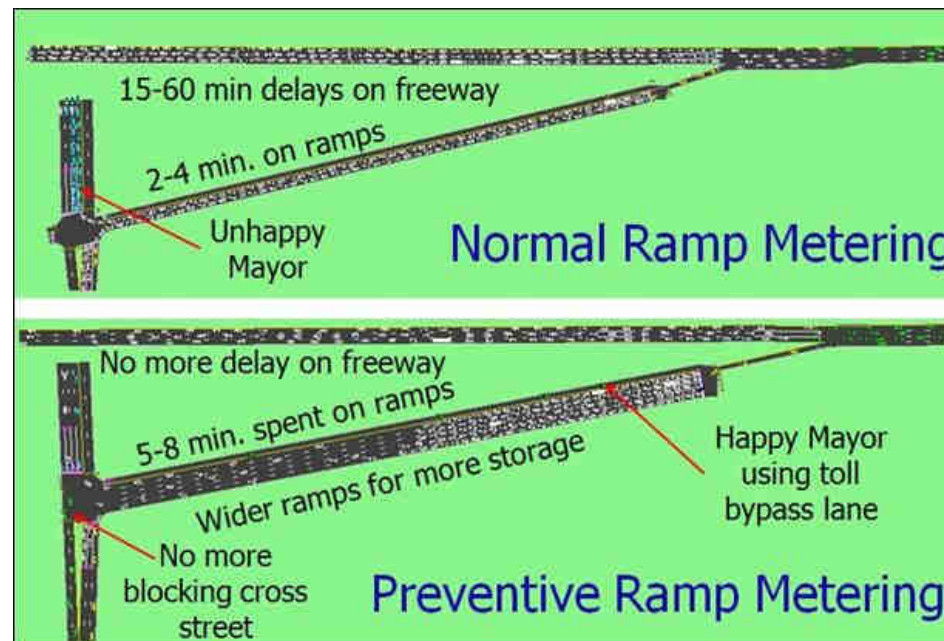 15-60 min delays on freeway
2-4 min. on ramps
Unhappy
Mayor
Normal Ramp Metering
No more delay on freeway
5-8 min. spent on ramps
Wider ramps for more storage
Happy Mayor
using toll
bypass lane
No more
blocking cross
street
Preventive Ramp Metering